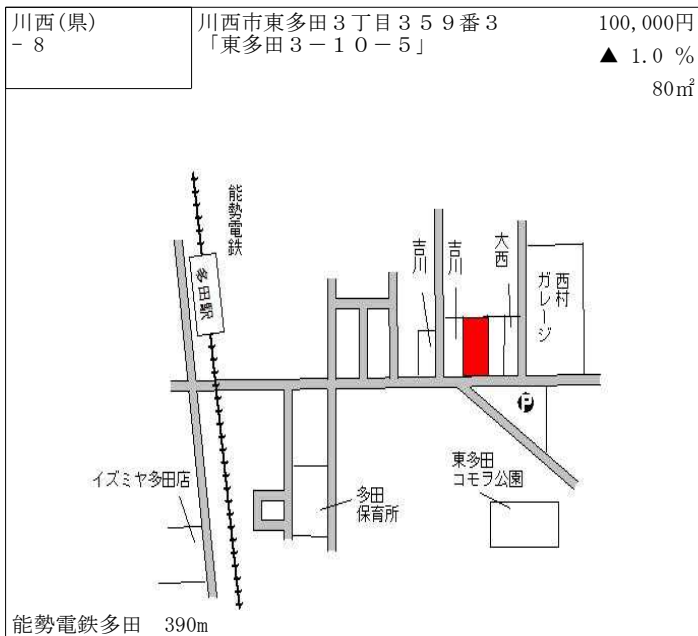 川西(県)
- 8
川西市東多田３丁目３５９番３
「東多田３－１０－５」
100,000円
▲ 1.0 %
80㎡
能勢電鉄
多田駅
吉川
吉川
大西
西村
ガレージ
P
イズミヤ多田店
多田
保育所
東多田
コモヲ公園
能勢電鉄多田　390m